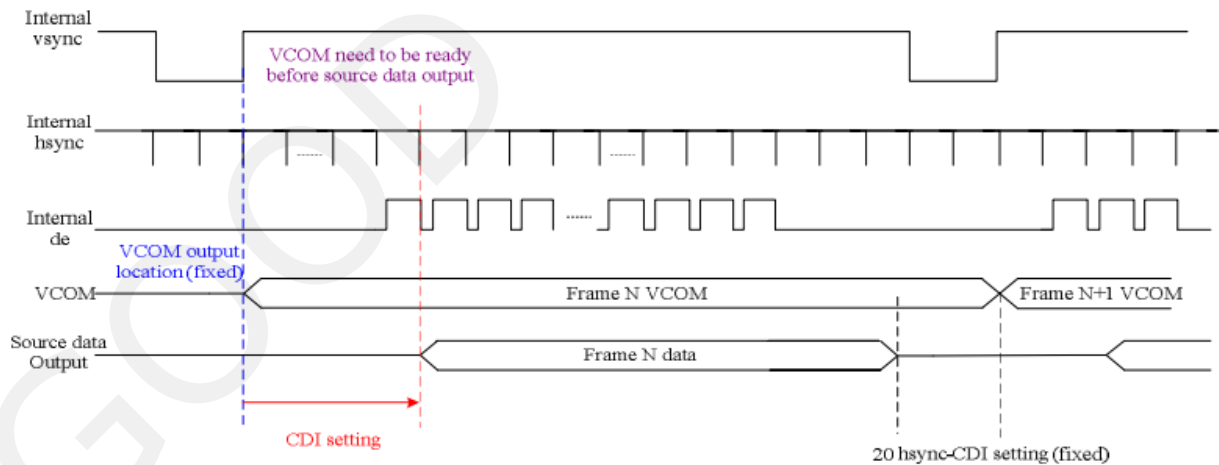 Internal
vsync
VCOM need to be ready
before source data output
Internal
hsync
Internal
de
VCOM output
location (fixed)
VCOM
Frame N VCOM
Frame N+1 VCOM
Source data
Output
Frame N data
CDI setting
20 hsync-CDI setting (fixed)
GOOD